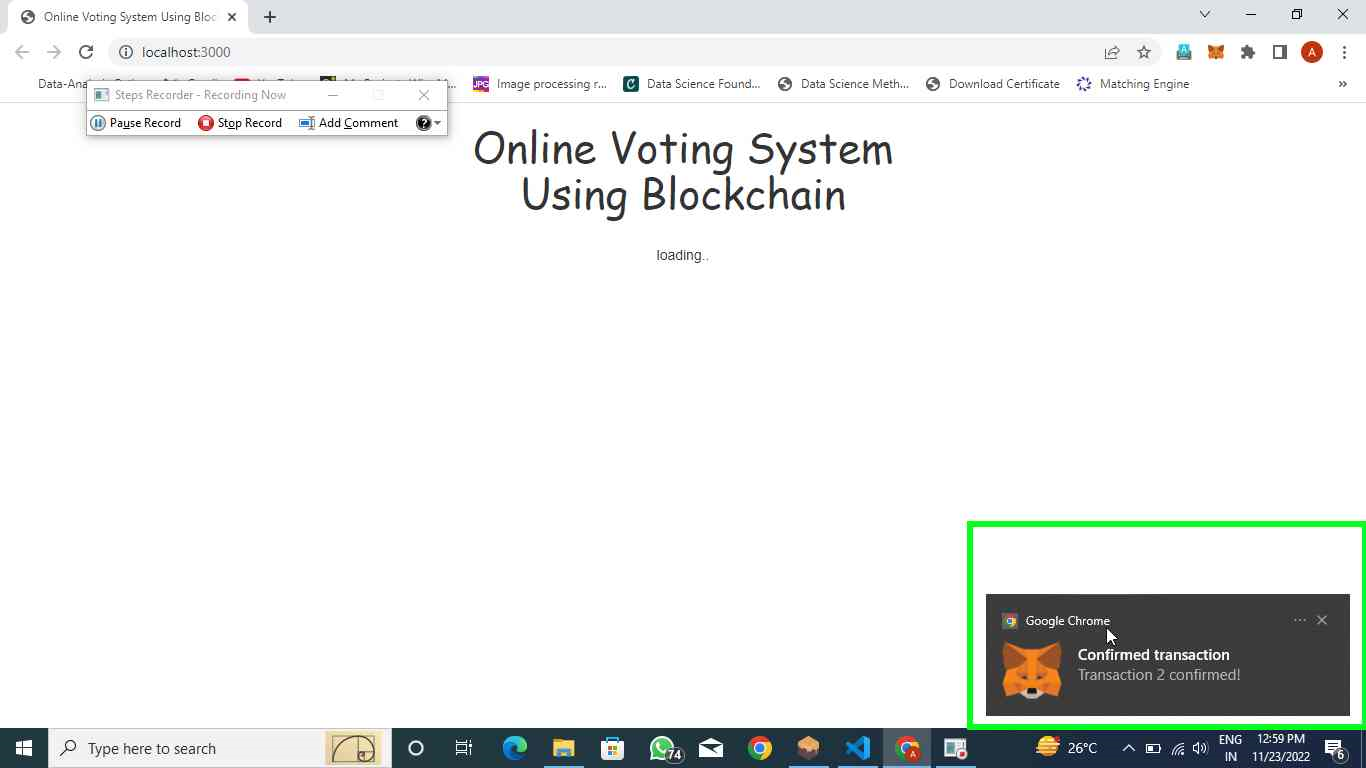 Online Voting System Using Bloc
localhost:3000
A
Data-Ana
JPG Image processing r...
C Data Science Found...
Data Science Meth...
Download Certificate
Matching Engine
»
Steps Recorder - Recording Now
Pause Record
Stop Record
Add Comment
?
Online Voting System
Using Blockchain
loading..
Google Chrome
Confirmed transaction
Transaction 2 confirmed!
Type here to search
74
A
26°C
ENG
IN
12:59 PM
11/23/2022
6